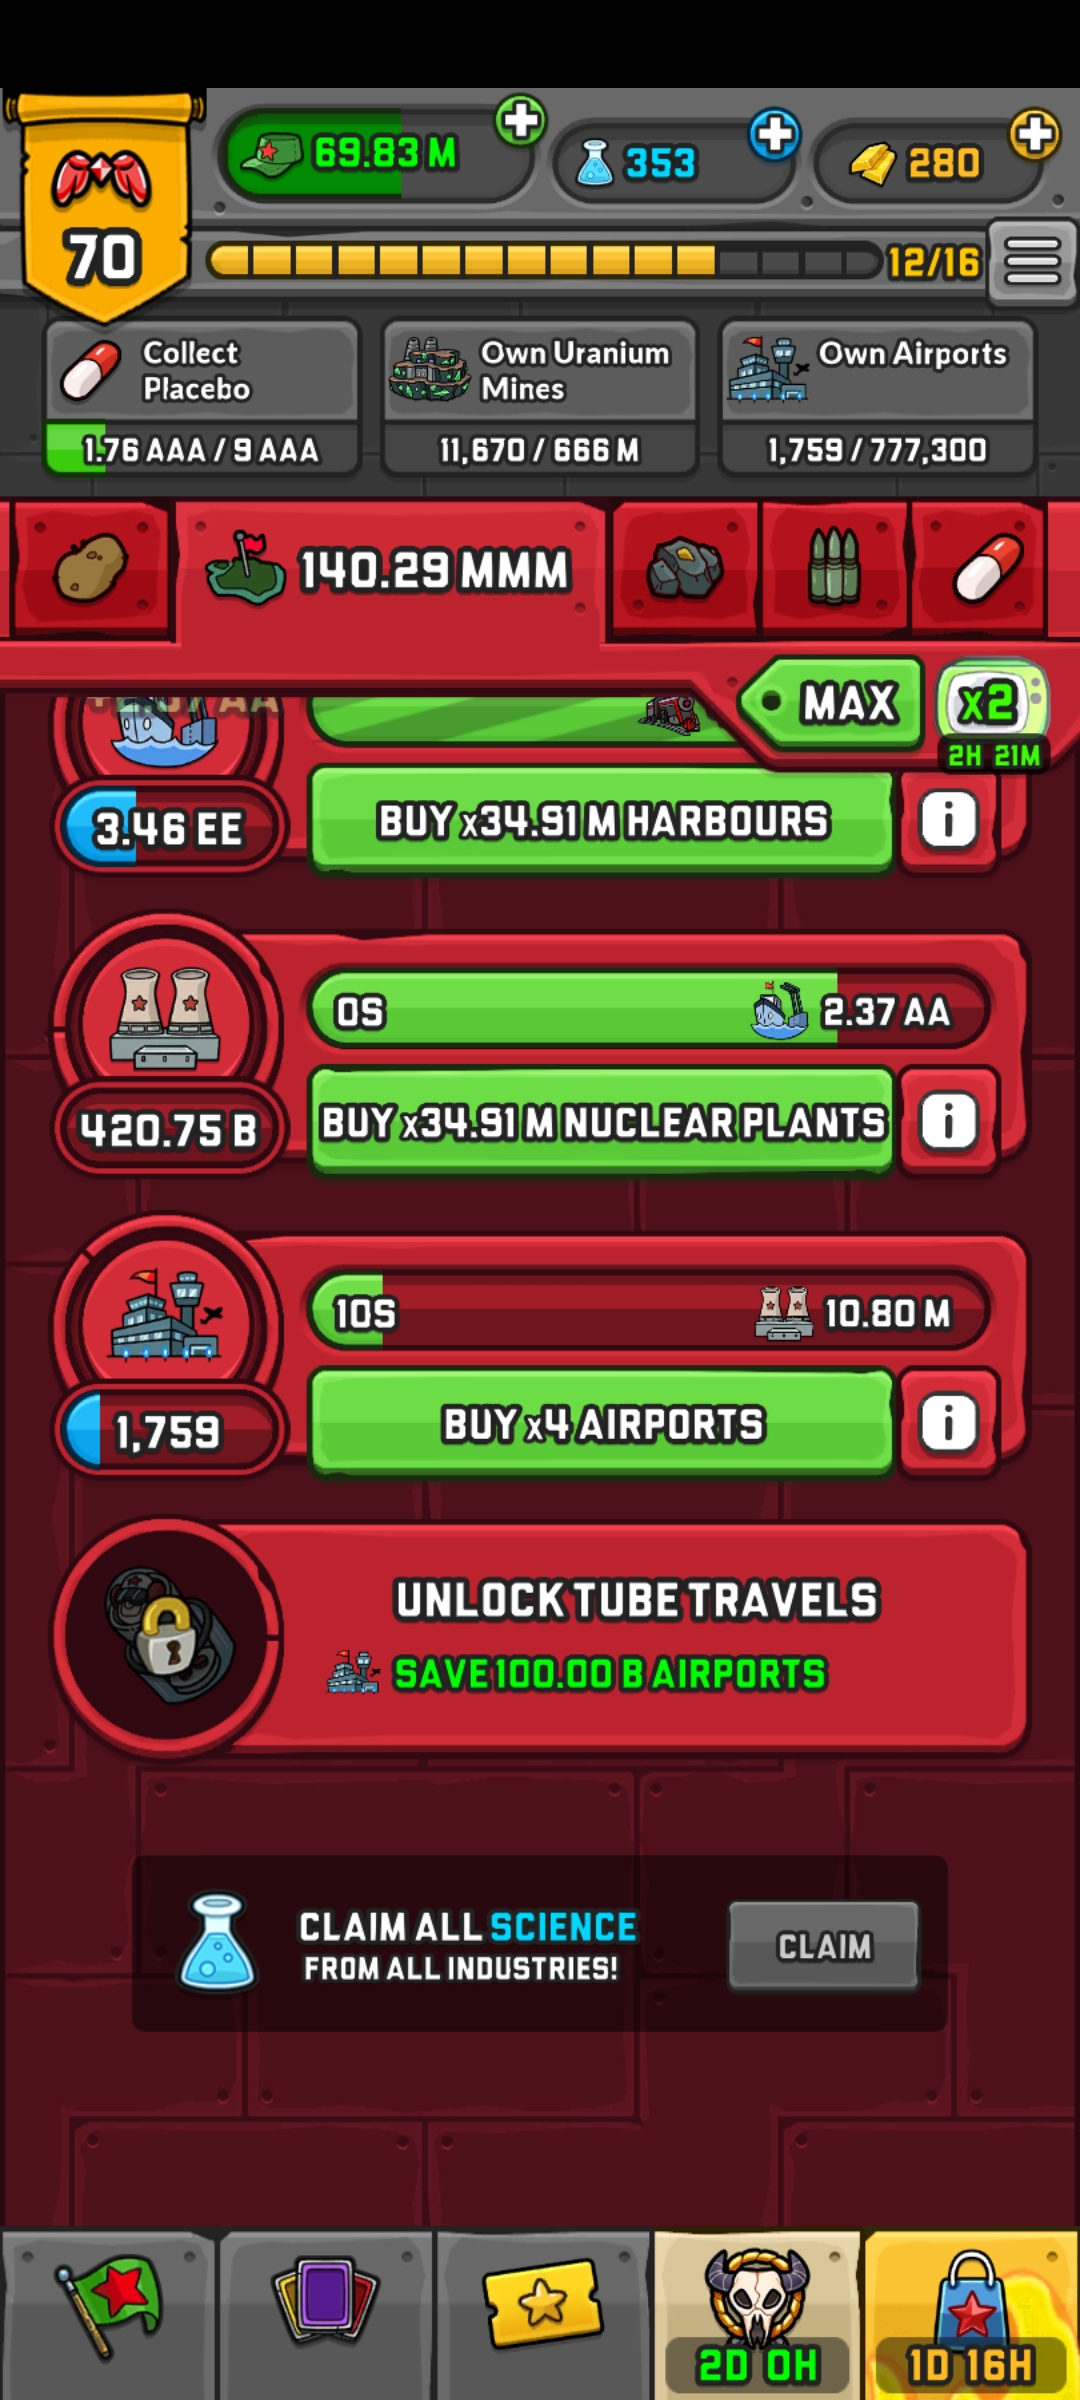 69.83 M
353
280
70
12/16
Collect
Placebo
1.76 AAA / 9 AAA
Own Uranium
Mines
11,670 / 666 M
Own Airports
1,759 / 777,300
140.29 MMM
MAX
x2
2H 21M
3.46 EE
BUY x34.91 M HARBOURS
i
0S
2.37 AA
420.75 B
BUY x34.91 M NUCLEAR PLANTS
i
10S
10.80 M
1,759
BUY x4 AIRPORTS
i
UNLOCK TUBE TRAVELS
SAVE 100.00 B AIRPORTS
CLAIM ALL SCIENCE
FROM ALL INDUSTRIES!
CLAIM
2D 0H
1D 16H